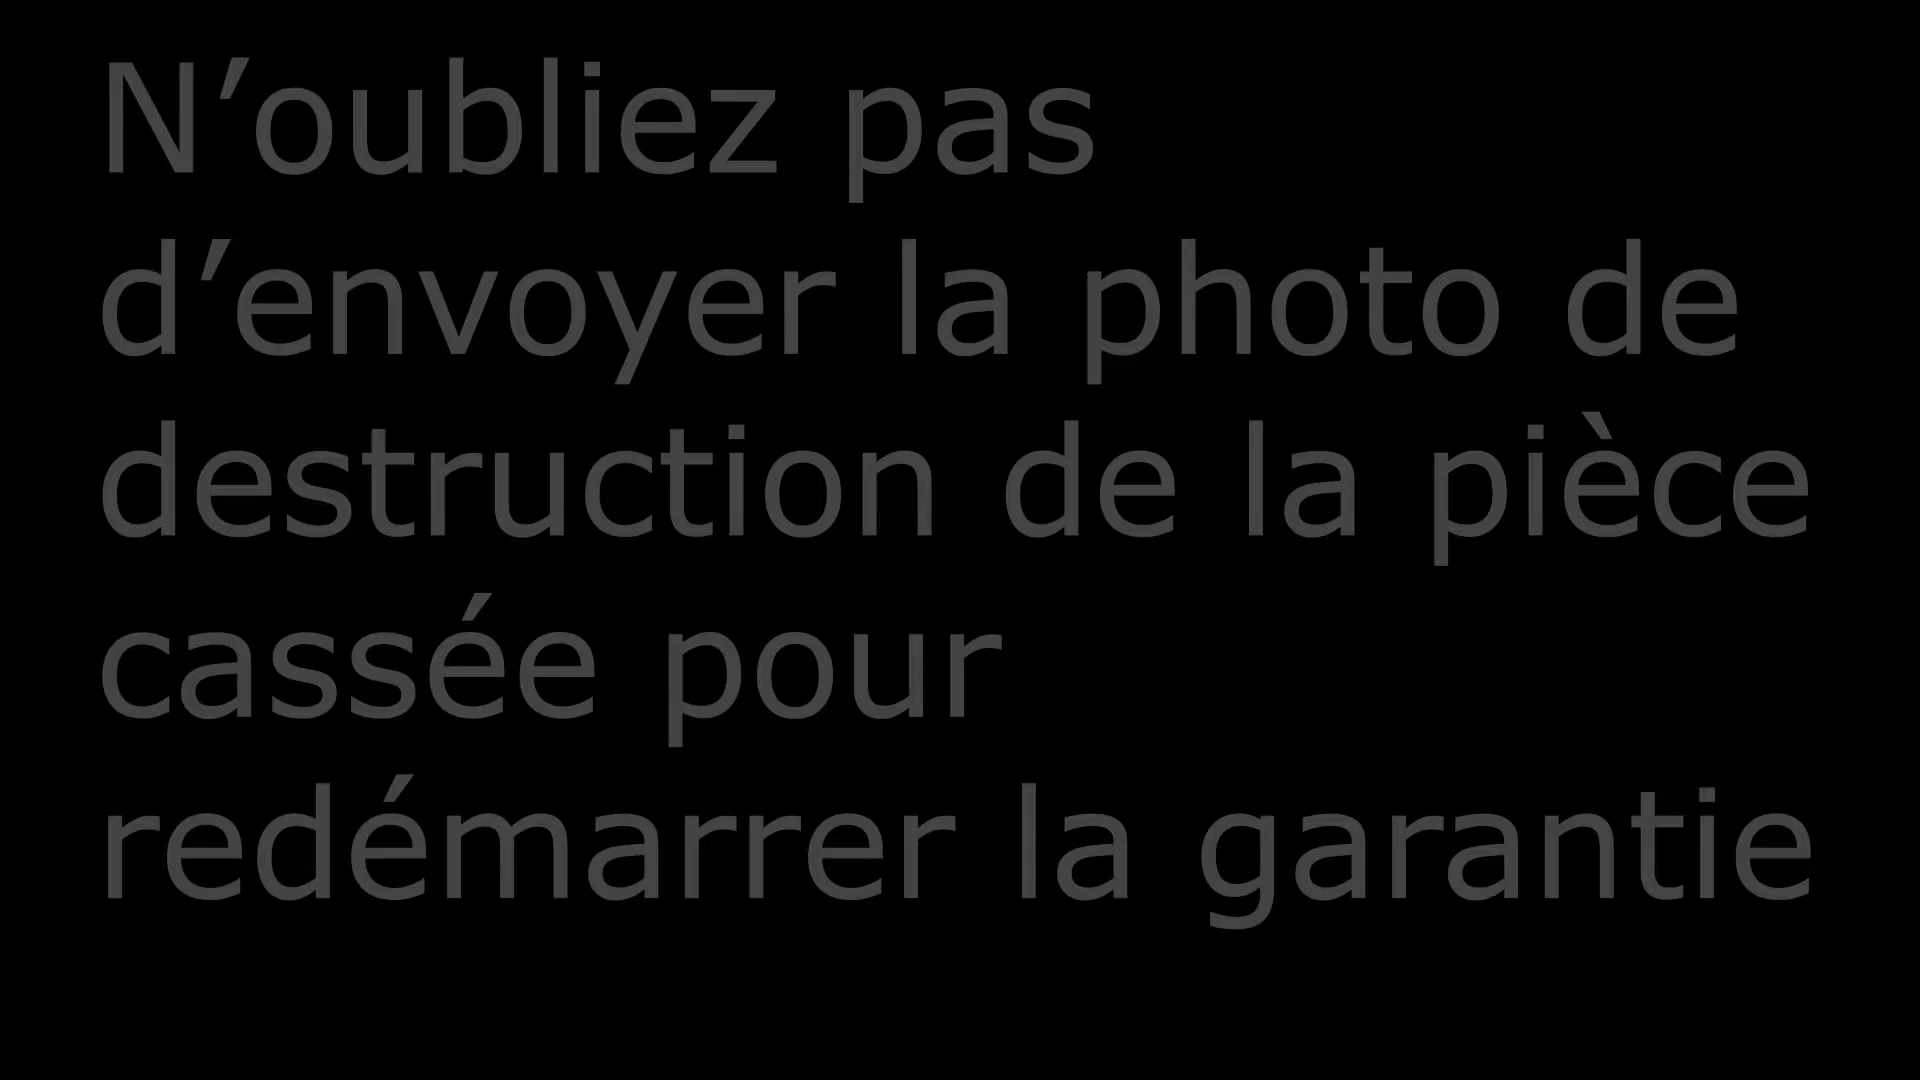 N’oubliez pas
d’envoyer la photo de
destruction de la pièce
cassée pour
redémarrer la garantie